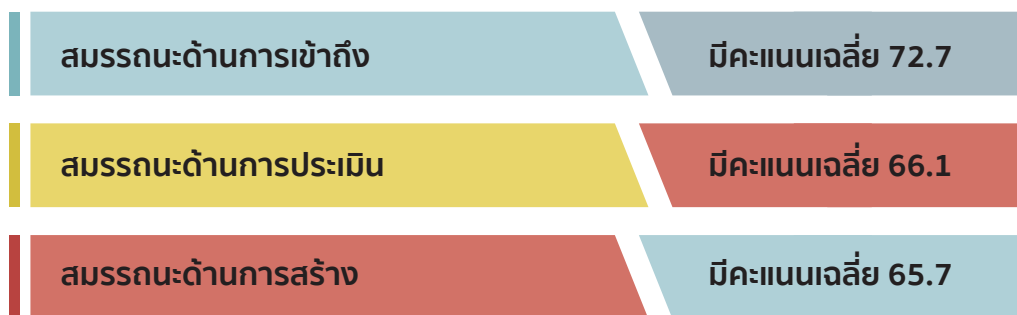 สมรรถนะด้านการเข้าถึง มีคะแนนเฉลี่ย 72.7
สมรรถนะด้านการประเมิน มีคะแนนเฉลี่ย 66.1
สมรรถนะด้านการสร้าง มีคะแนนเฉลี่ย 65.7